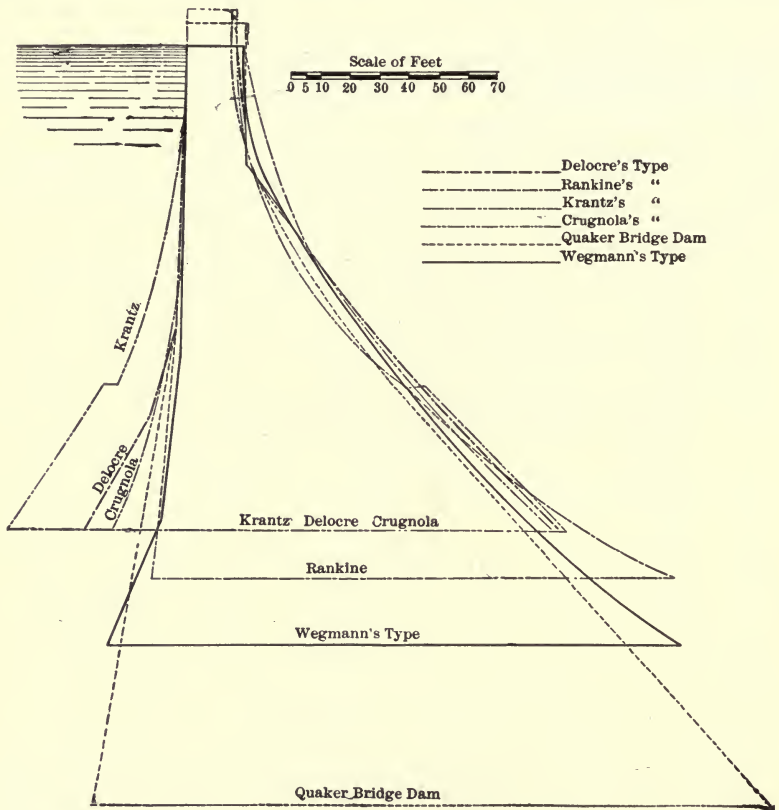 Scale of Feet
0 5 10 20 30 40 50 60 70
Delocre's Type
Rankine's “
Krantz's “
Crugnola's “
Quaker Bridge Dam
Wegmann's Type
Krantz
Delocre
Crugnola
Krantz Delocre Crugnola
Rankine
Wegmann's Type
Quaker Bridge Dam